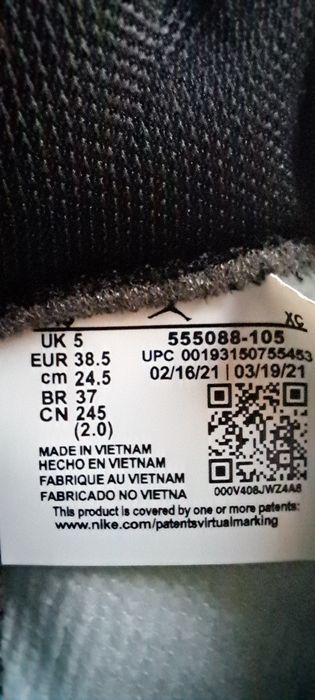 XC
UK 5 555088-105
EUR 38.5 UPC 00193150755453
cm 24.5 02/16/21 | 03/19/21
BR 37
CN 245
(2.0)
MADE IN VIETNAM
HECHO EN VIETNAM
FABRIQUE AU VIETNAM
FABRICADO NO VIETNA
000V408JWZ4A8
This product is covered by one or more patents:
www.nike.com/patentsvirtualmarking